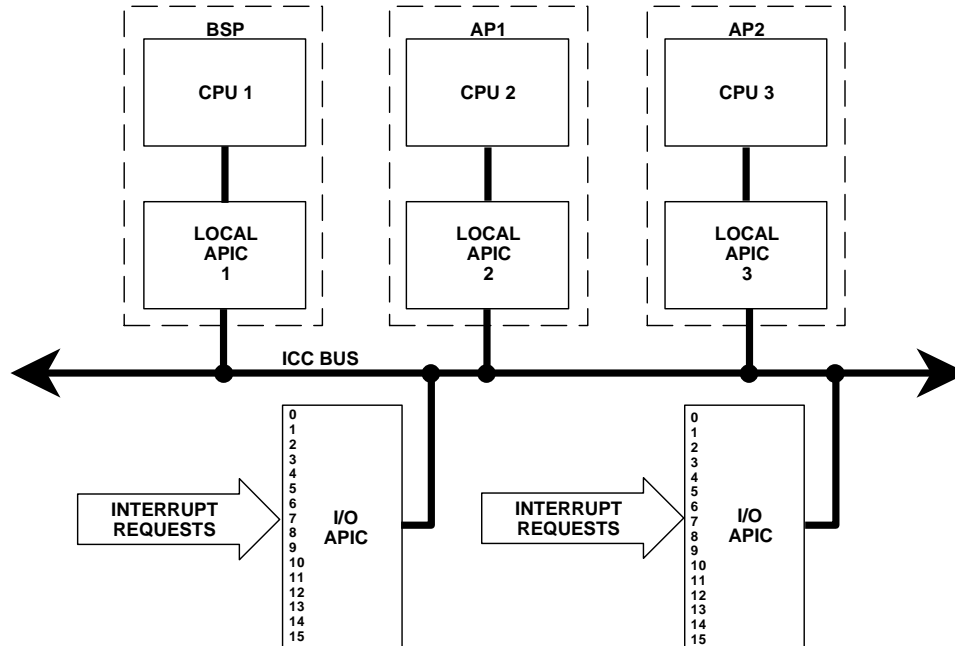 BSP
AP1
AP2
CPU 1
CPU 2
CPU 3
LOCAL
APIC
1
LOCAL
APIC
2
LOCAL
APIC
3
ICC BUS
0
1
2
3
4
5
6
7
8
9
10
11
12
13
14
15
INTERRUPT
REQUESTS
I/O
APIC
0
1
2
3
4
5
6
7
8
9
10
11
12
13
14
15
INTERRUPT
REQUESTS
I/O
APIC